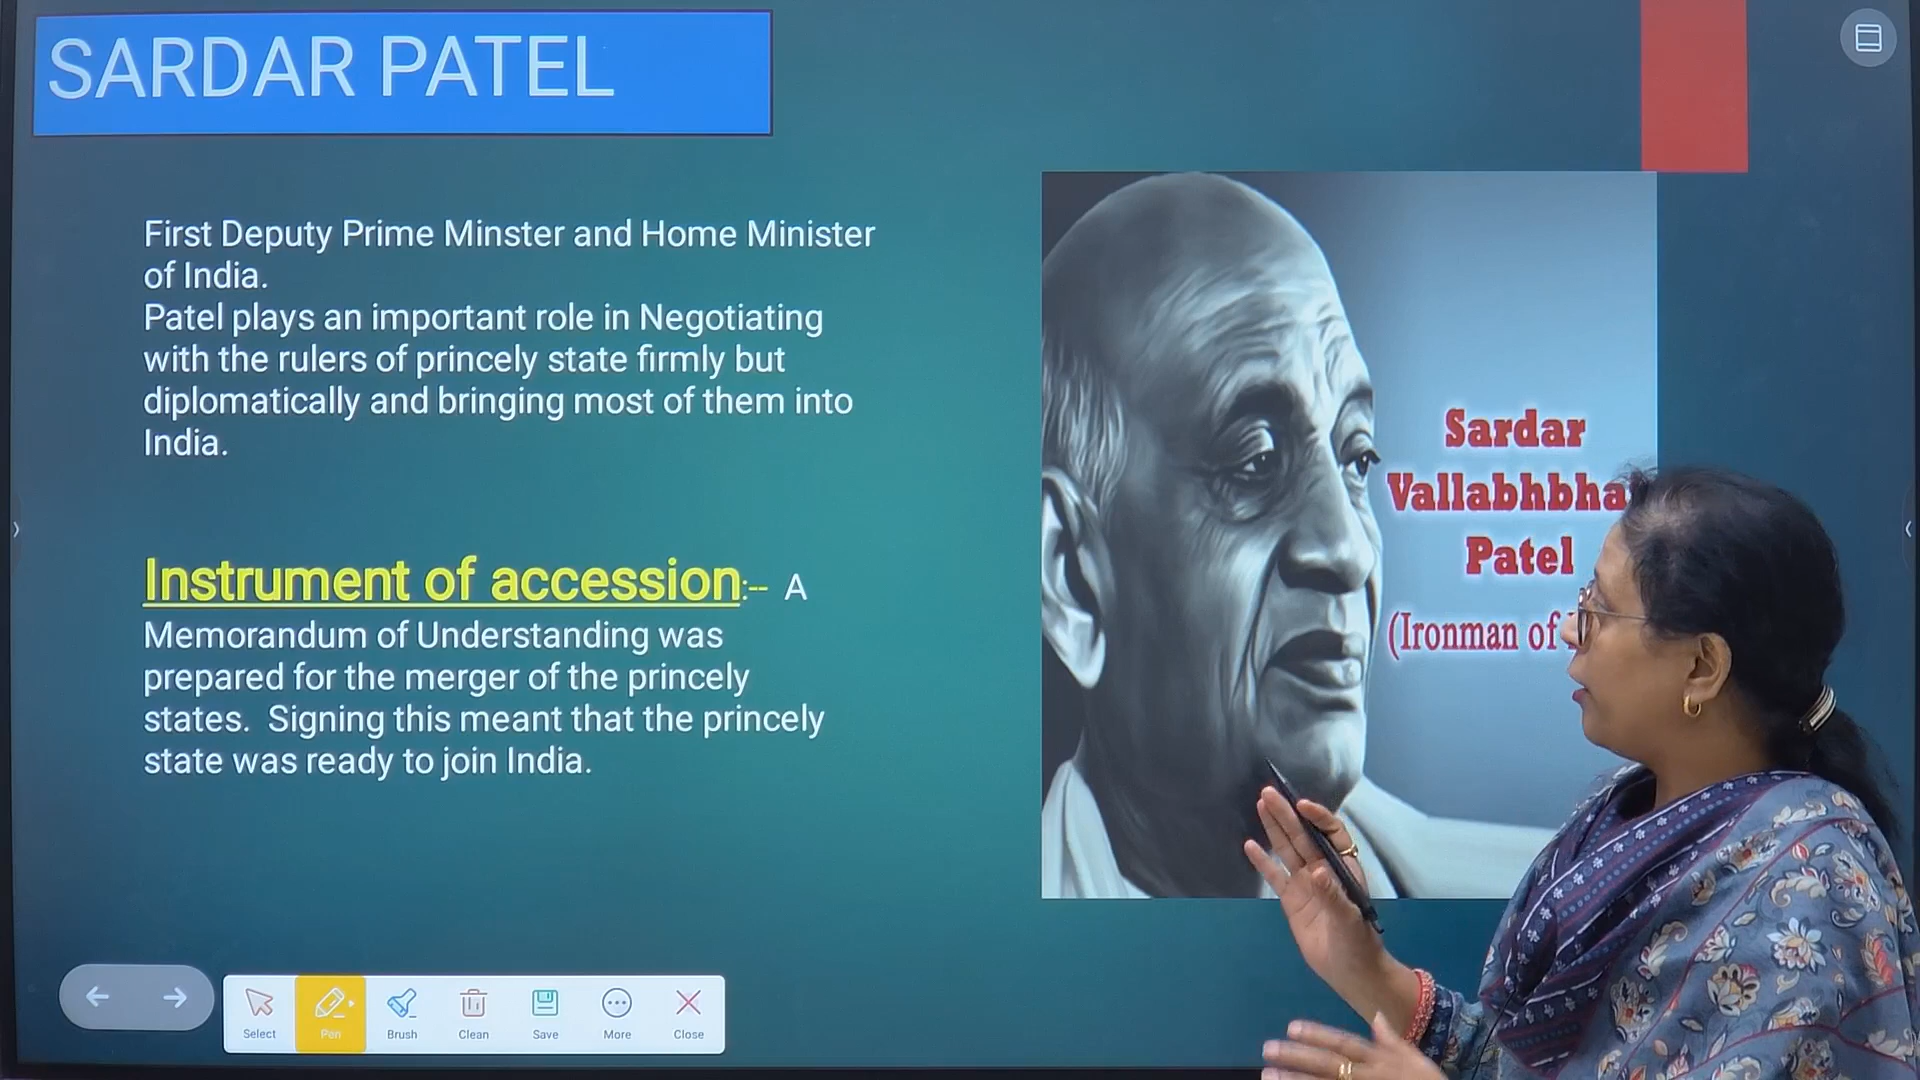 SARDAR PATEL
First Deputy Prime Minster and Home Minister
of India.
Patel plays an important role in Negotiating
with the rulers of princely state firmly but
diplomatically and bringing most of them into
India.
Instrument of accession:-- A
Memorandum of Understanding was
prepared for the merger of the princely
states. Signing this meant that the princely
state was ready to join India.
Sardar
Patel
(Ironman of
Select Pen Brush Clean Save More Close